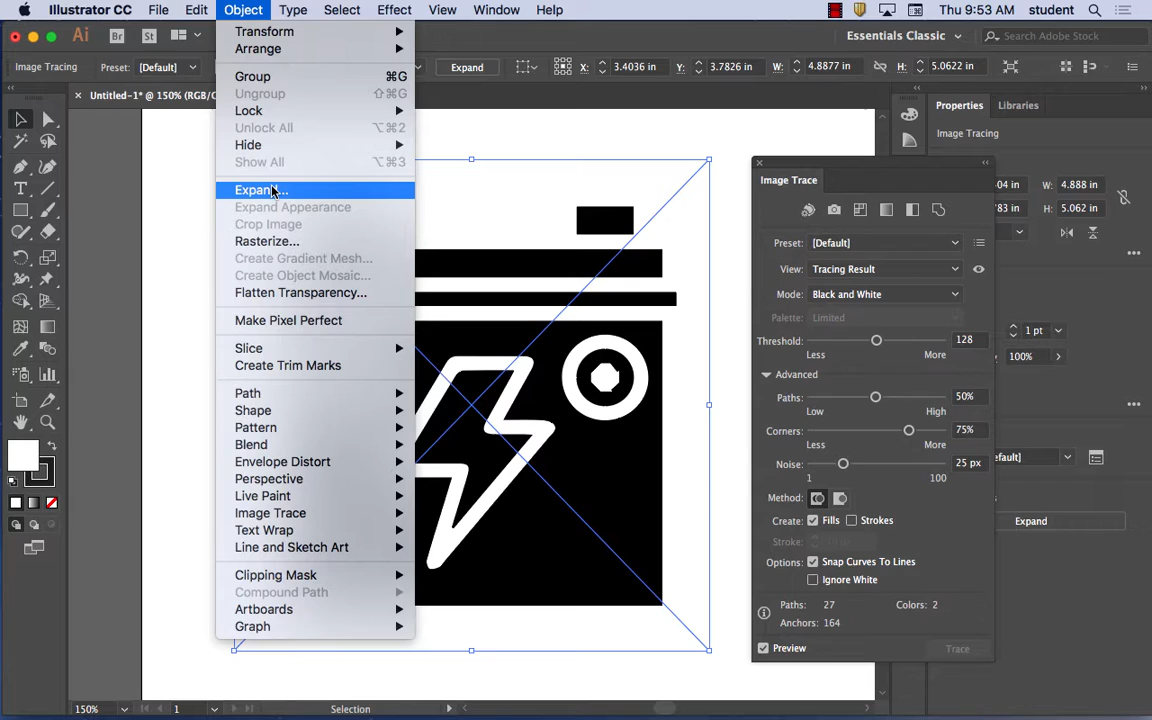 Illustrator CC File Edit Object Type Select Effect View Window Help Thu 9:53 AM student
Ai Br St Essentials Classic Search Adobe Stock
Image Tracing Preset: [Default] Expand X: 3.4036 in Y: 3.7826 in W: 4.8877 in H: 5.0622 in
Untitled-1* @ 150% (RGB/C
Transform
Arrange
Group ⌘G
Ungroup ⇧⌘G
Lock
Unlock All ⌥⌘2
Hide
Show All ⌥⌘3
Expand...
Expand Appearance
Crop Image
Rasterize...
Create Gradient Mesh...
Create Object Mosaic...
Flatten Transparency...
Make Pixel Perfect
Slice
Create Trim Marks
Path
Shape
Pattern
Blend
Envelope Distort
Perspective
Live Paint
Image Trace
Text Wrap
Line and Sketch Art
Clipping Mask
Compound Path
Artboards
Graph
Image Trace
Preset: [Default]
View: Tracing Result
Mode: Black and White
Palette: Limited
Threshold: 128
Less More
Advanced
Paths: 50%
Low High
Corners: 75%
Less More
Noise: 25 px
1 100
Method:
Create: Fills Strokes
Stroke:
Options: Snap Curves To Lines
Ignore White
Paths: 27 Colors: 2
Anchors: 164
Preview Trace
Properties Libraries
Image Tracing
04 in W: 4.888 in
83 in H: 5.062 in
1 pt
100%
efault]
Expand
150% 1 Selection